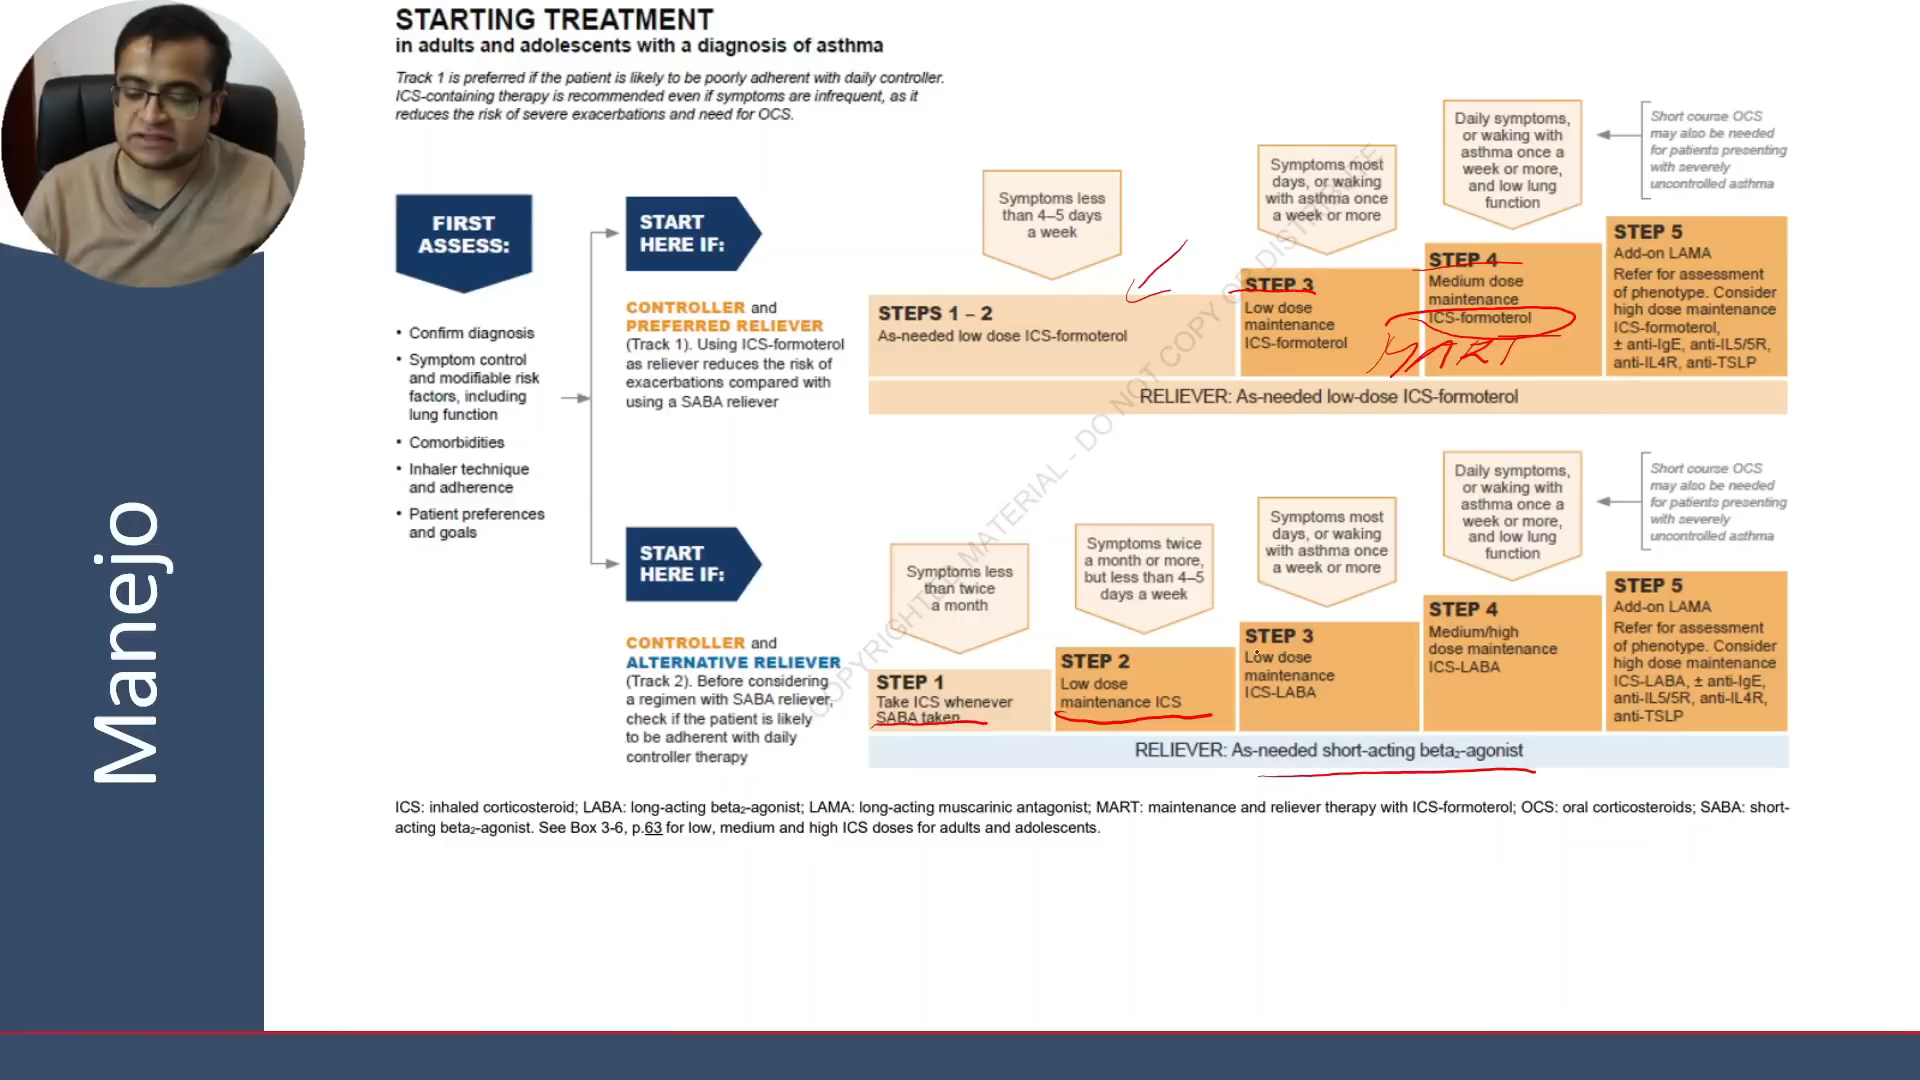 STARTING TREATMENT
in adults and adolescents with a diagnosis of asthma
Track 1 is preferred if the patient is likely to be poorly adherent with daily controller.
ICS-containing therapy is recommended even if symptoms are infrequent, as it
reduces the risk of severe exacerbations and need for OCS.
FIRST
ASSESS:
• Confirm diagnosis
• Symptom control
and modifiable risk
factors, including
lung function
• Comorbidities
• Inhaler technique
and adherence
• Patient preferences
and goals
START
HERE IF:
CONTROLLER and
PREFERRED RELIEVER
(Track 1). Using ICS-formoterol
as reliever reduces the risk of
exacerbations compared with
using a SABA reliever
Symptoms less
than 4–5 days
a week
Symptoms most
days, or waking
with asthma once
a week or more
Daily symptoms,
or waking with
asthma once a
week or more,
and low lung
function
Short course OCS
may also be needed
for patients presenting
with severely
uncontrolled asthma
STEPS 1 – 2
As-needed low dose ICS-formoterol
STEP 3
Low dose
maintenance
ICS-formoterol
STEP 4
Medium dose
maintenance
ICS-formoterol
MART
STEP 5
Add-on LAMA
Refer for assessment
of phenotype. Consider
high dose maintenance
ICS-formoterol,
± anti-IgE, anti-IL5/5R,
anti-IL4R, anti-TSLP
RELIEVER: As-needed low-dose ICS-formoterol
START
HERE IF:
CONTROLLER and
ALTERNATIVE RELIEVER
(Track 2). Before considering
a regimen with SABA reliever,
check if the patient is likely
to be adherent with daily
controller therapy
Symptoms less
than twice
a month
Symptoms twice
a month or more,
but less than 4–5
days a week
Symptoms most
days, or waking
with asthma once
a week or more
Daily symptoms,
or waking with
asthma once a
week or more,
and low lung
function
Short course OCS
may also be needed
for patients presenting
with severely
uncontrolled asthma
STEP 1
Take ICS whenever
SABA taken
STEP 2
Low dose
maintenance ICS
STEP 3
Low dose
maintenance
ICS-LABA
STEP 4
Medium/high
dose maintenance
ICS-LABA
STEP 5
Add-on LAMA
Refer for assessment
of phenotype. Consider
high dose maintenance
ICS-LABA, ± anti-IgE,
anti-IL5/5R, anti-IL4R,
anti-TSLP
RELIEVER: As-needed short-acting beta₂-agonist
COPYRIGHTED MATERIAL - DO NOT COPY OR DISTRIBUTE
ICS: inhaled corticosteroid; LABA: long-acting beta₂-agonist; LAMA: long-acting muscarinic antagonist; MART: maintenance and reliever therapy with ICS-formoterol; OCS: oral corticosteroids; SABA: short-
acting beta₂-agonist. See Box 3-6, p.63 for low, medium and high ICS doses for adults and adolescents.
Manejo